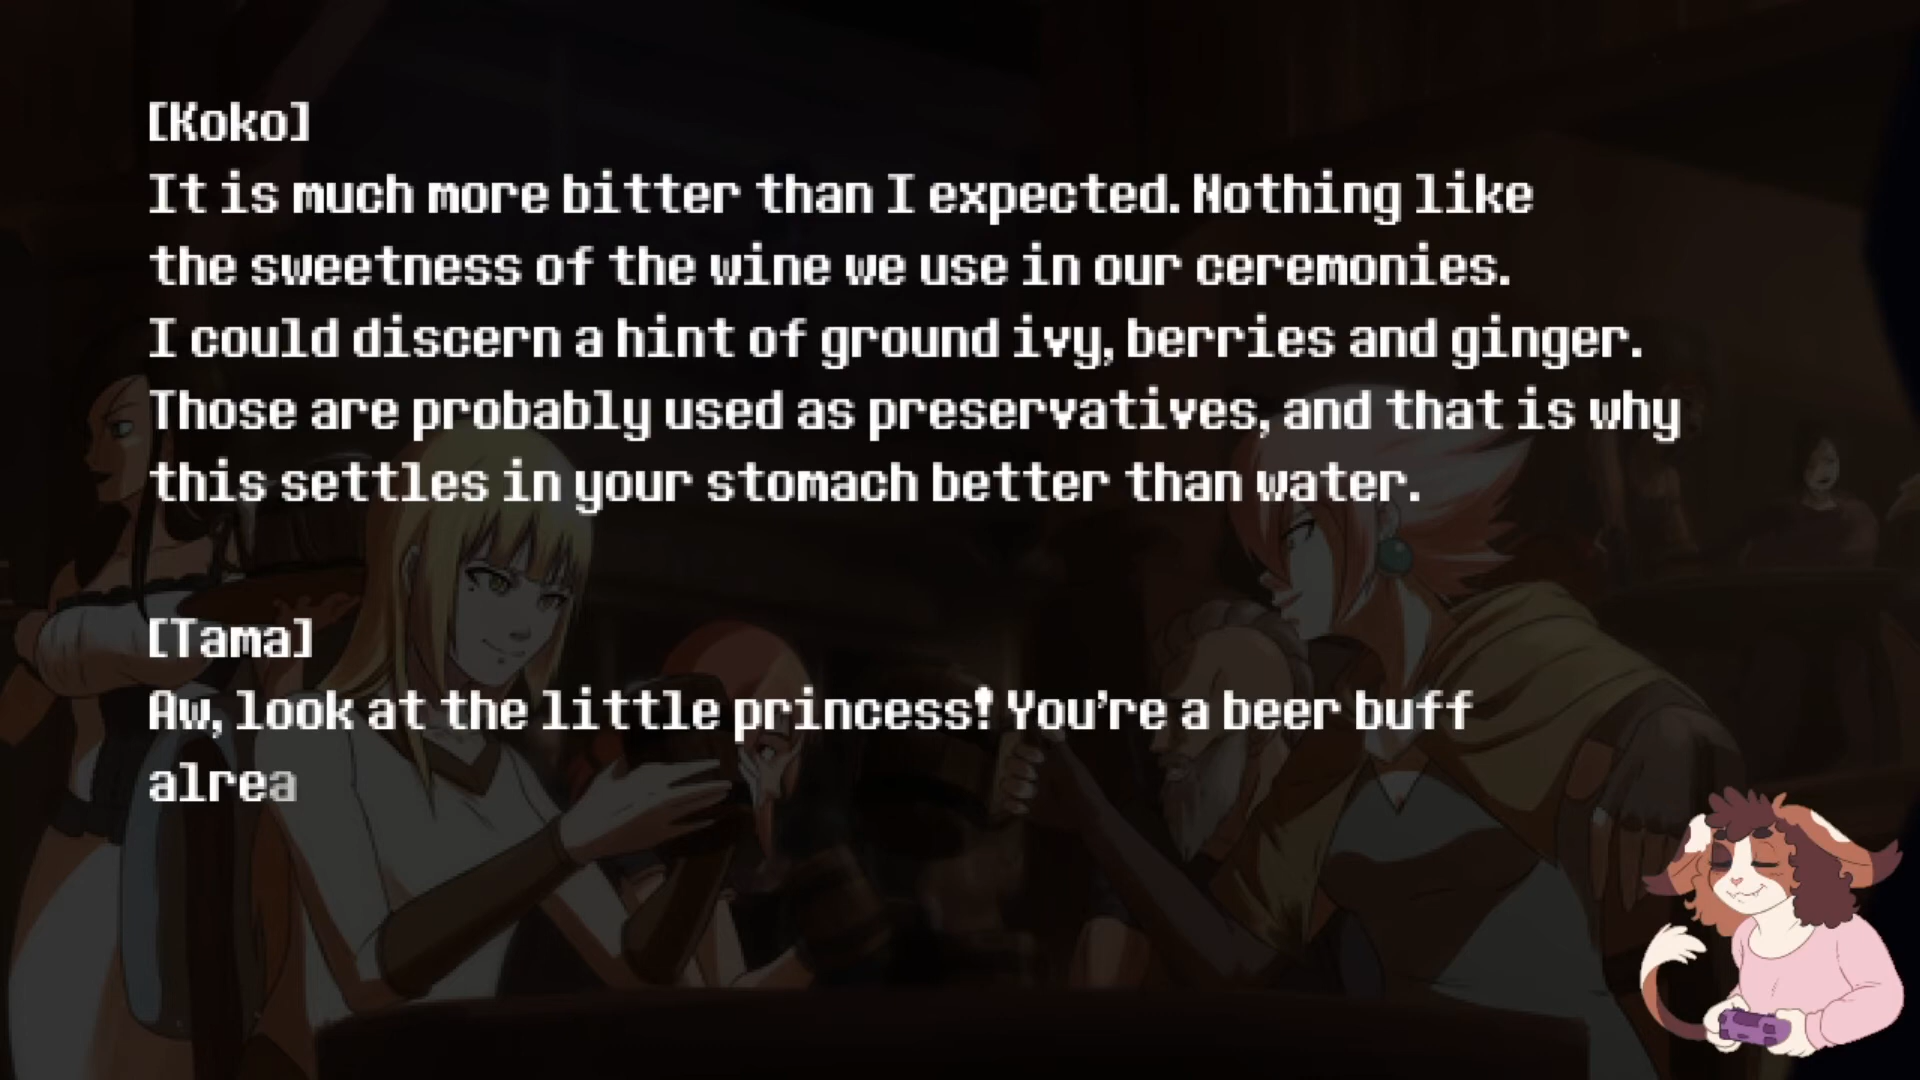 [Koko]
It is much more bitter than I expected. Nothing like
the sweetness of the wine we use in our ceremonies.
I could discern a hint of ground ivy, berries and ginger.
Those are probably used as preservatives, and that is why
this settles in your stomach better than water.
[Tama]
Aw, look at the little princess! You're a beer buff
alrea